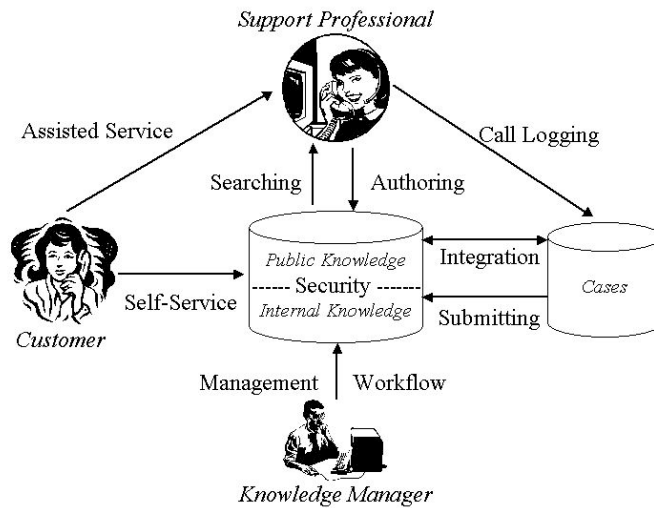 Support Professional
Assisted Service
Call Logging
Searching
Authoring
Public Knowledge
Security
Internal Knowledge
Integration
Cases
Self-Service
Submitting
Customer
Management
Workflow
Knowledge Manager